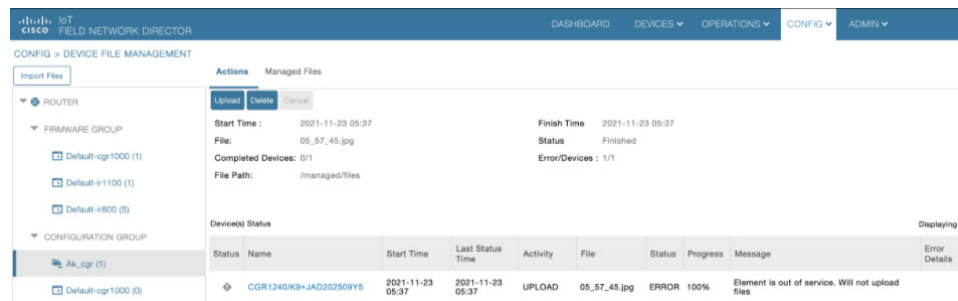 cisco IoT
FIELD NETWORK DIRECTOR
DASHBOARD DEVICES OPERATIONS CONFIG ADMIN
CONFIG > DEVICE FILE MANAGEMENT
Import Files
Actions Managed Files
ROUTER
FIRMWARE GROUP
Default-cgr1000 (1)
Default-ir1100 (1)
Default-ir800 (5)
CONFIGURATION GROUP
Ak_cgr (1)
Default-cgr1000 (0)
Upload Delete Cancel
Start Time : 2021-11-23 05:37 Finish Time 2021-11-23 05:37
File: 05_57_45.jpg Status Finished
Completed Devices: 0/1 Error/Devices : 1/1
File Path: /managed/files
Device(s) Status Displaying
Status Name Start Time Last Status Time Activity File Status Progress Message Error Details
CGR1240/K9+JAD202509Y5 2021-11-23 05:37 2021-11-23 05:37 UPLOAD 05_57_45.jpg ERROR 100% Element is out of service. Will not upload files